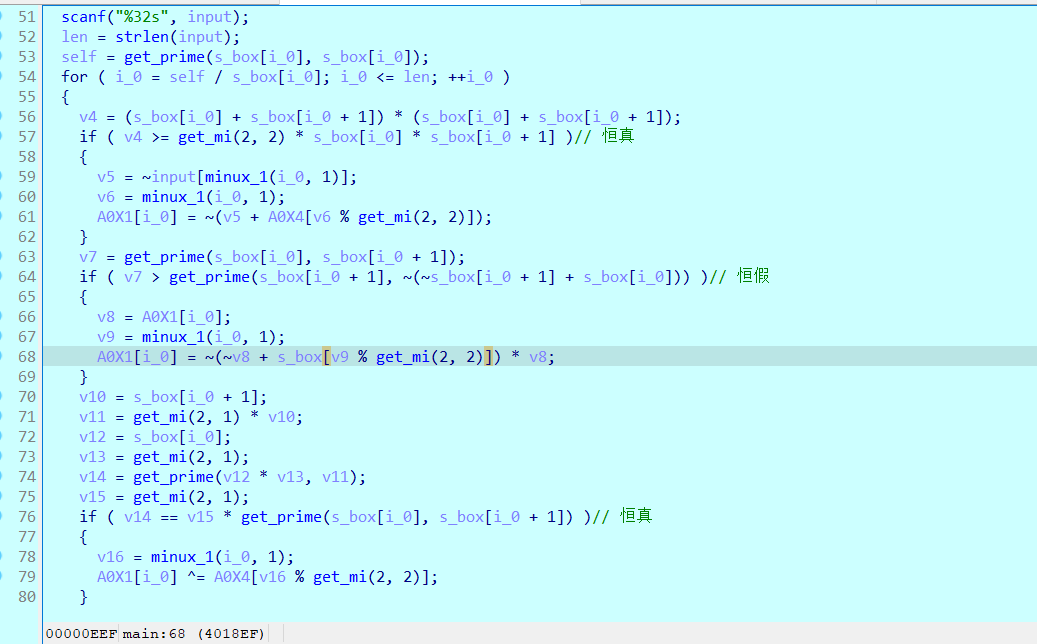 51 scanf("%32s", input);
52 len = strlen(input);
53 self = get_prime(s_box[i_0], s_box[i_0]);
54 for ( i_0 = self / s_box[i_0]; i_0 <= len; ++i_0 )
55 {
56 v4 = (s_box[i_0] + s_box[i_0 + 1]) * (s_box[i_0] + s_box[i_0 + 1]);
57 if ( v4 >= get_mi(2, 2) * s_box[i_0] * s_box[i_0 + 1] )// 恒真
58 {
59 v5 = ~input[minux_1(i_0, 1)];
60 v6 = minux_1(i_0, 1);
61 A0X1[i_0] = ~(v5 + A0X4[v6 % get_mi(2, 2)]);
62 }
63 v7 = get_prime(s_box[i_0], s_box[i_0 + 1]);
64 if ( v7 > get_prime(s_box[i_0 + 1], ~(~s_box[i_0 + 1] + s_box[i_0])) )// 恒假
65 {
66 v8 = A0X1[i_0];
67 v9 = minux_1(i_0, 1);
68 A0X1[i_0] = ~(~v8 + s_box[v9 % get_mi(2, 2)]) * v8;
69 }
70 v10 = s_box[i_0 + 1];
71 v11 = get_mi(2, 1) * v10;
72 v12 = s_box[i_0];
73 v13 = get_mi(2, 1);
74 v14 = get_prime(v12 * v13, v11);
75 v15 = get_mi(2, 1);
76 if ( v14 == v15 * get_prime(s_box[i_0], s_box[i_0 + 1]) )// 恒真
77 {
78 v16 = minux_1(i_0, 1);
79 A0X1[i_0] ^= A0X4[v16 % get_mi(2, 2)];
80 }
00000EEF main:68 (4018EF)